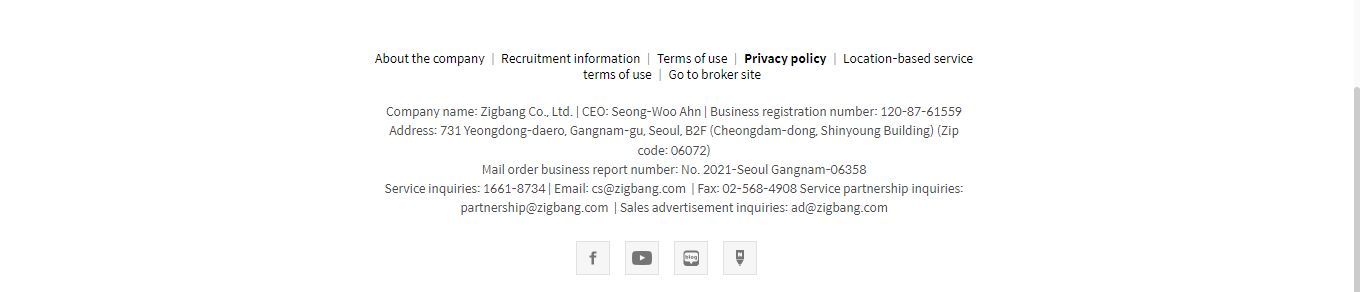 About the company | Recruitment information | Terms of use | Privacy policy | Location-based service
terms of use | Go to broker site
Company name: Zigbang Co., Ltd. | CEO: Seong-Woo Ahn | Business registration number: 120-87-61559
Address: 731 Yeongdong-daero, Gangnam-gu, Seoul, B2F (Cheongdam-dong, Shinyoung Building) (Zip
code: 06072)
Mail order business report number: No. 2021-Seoul Gangnam-06358
Service inquiries: 1661-8734 | Email: cs@zigbang.com | Fax: 02-568-4908 Service partnership inquiries:
partnership@zigbang.com | Sales advertisement inquiries: ad@zigbang.com
f blog